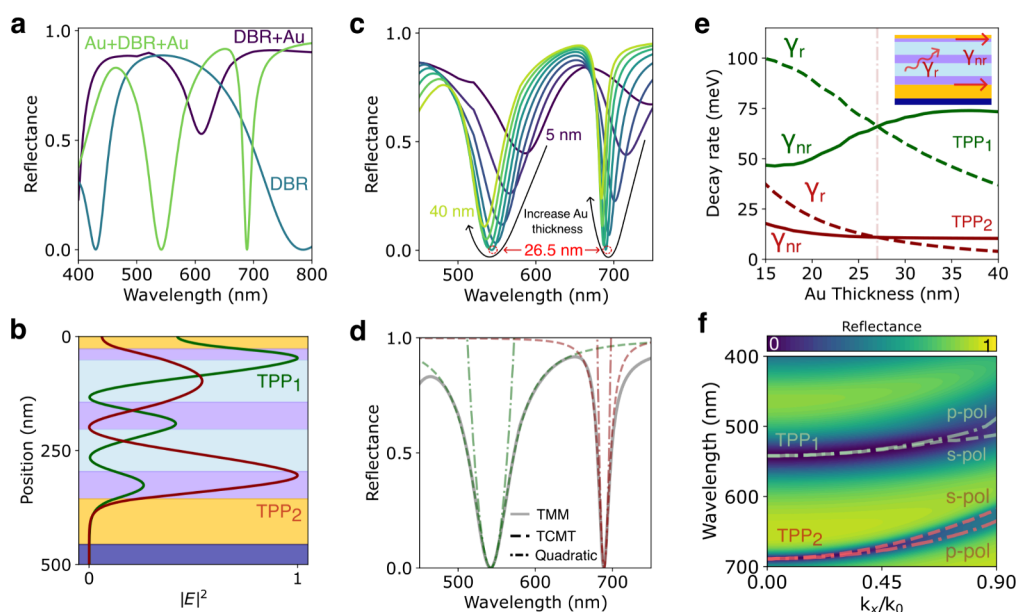 a
Au+DBR+Au
DBR+Au
DBR
1.0
0.5
0.0
Reflectance
400 500 600 700 800
Wavelength (nm)
b
0
250
500
Position (nm)
TPP1
TPP2
0 1
|E|²
c
1.0
0.5
0.0
Reflectance
5 nm
40 nm
Increase Au
thickness
26.5 nm
500 600 700
Wavelength (nm)
d
1.0
0.5
0.0
Reflectance
TMM
TCMT
Quadratic
500 600 700
Wavelength (nm)
e
100
75
50
25
0
Decay rate (meV)
γr
γnr
γr
γnr
γr
γnr
TPP1
TPP2
15 20 25 30 35 40
Au Thickness (nm)
f
Reflectance
0 1
400
500
600
700
Wavelength (nm)
TPP1
p-pol
s-pol
s-pol
TPP2
p-pol
0.00 0.45 0.90
kx/k0